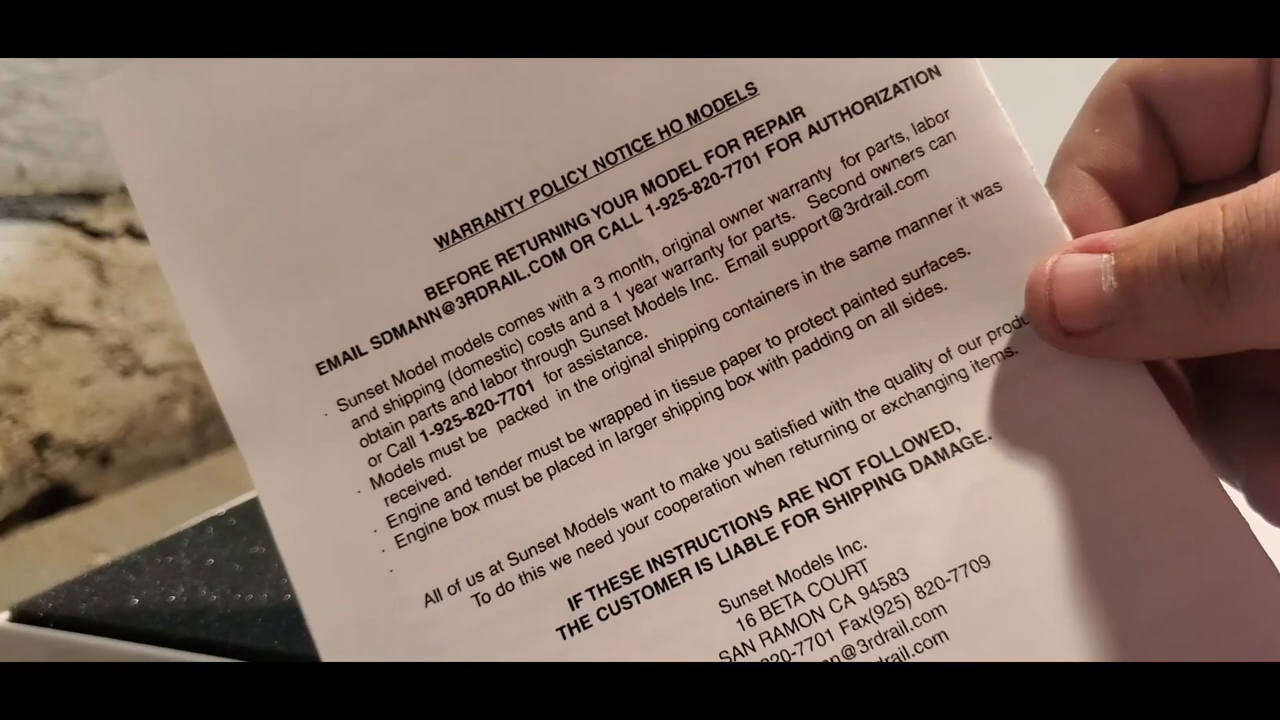 WARRANTY POLICY NOTICE HO MODELS
BEFORE RETURNING YOUR MODEL FOR REPAIR
EMAIL SDMANN@3RDRAIL.COM OR CALL 1-925-820-7701 FOR AUTHORIZATION
· Sunset Model models comes with a 3 month, original owner warranty for parts, labor
and shipping (domestic) costs and a 1 year warranty for parts. Second owners can
obtain parts and labor through Sunset Models Inc. Email support@3rdrail.com
or Call 1-925-820-7701 for assistance.
· Models must be packed in the original shipping containers in the same manner it was
received.
· Engine and tender must be wrapped in tissue paper to protect painted surfaces.
· Engine box must be placed in larger shipping box with padding on all sides.
All of us at Sunset Models want to make you satisfied with the quality of our
To do this we need your cooperation when returning or exchanging items.
IF THESE INSTRUCTIONS ARE NOT FOLLOWED,
THE CUSTOMER IS LIABLE FOR SHIPPING DAMAGE.
Sunset Models Inc.
16 BETA COURT
SAN RAMON CA 94583
820-7701 Fax(925) 820-7709
n@3rdrail.com
rail.com